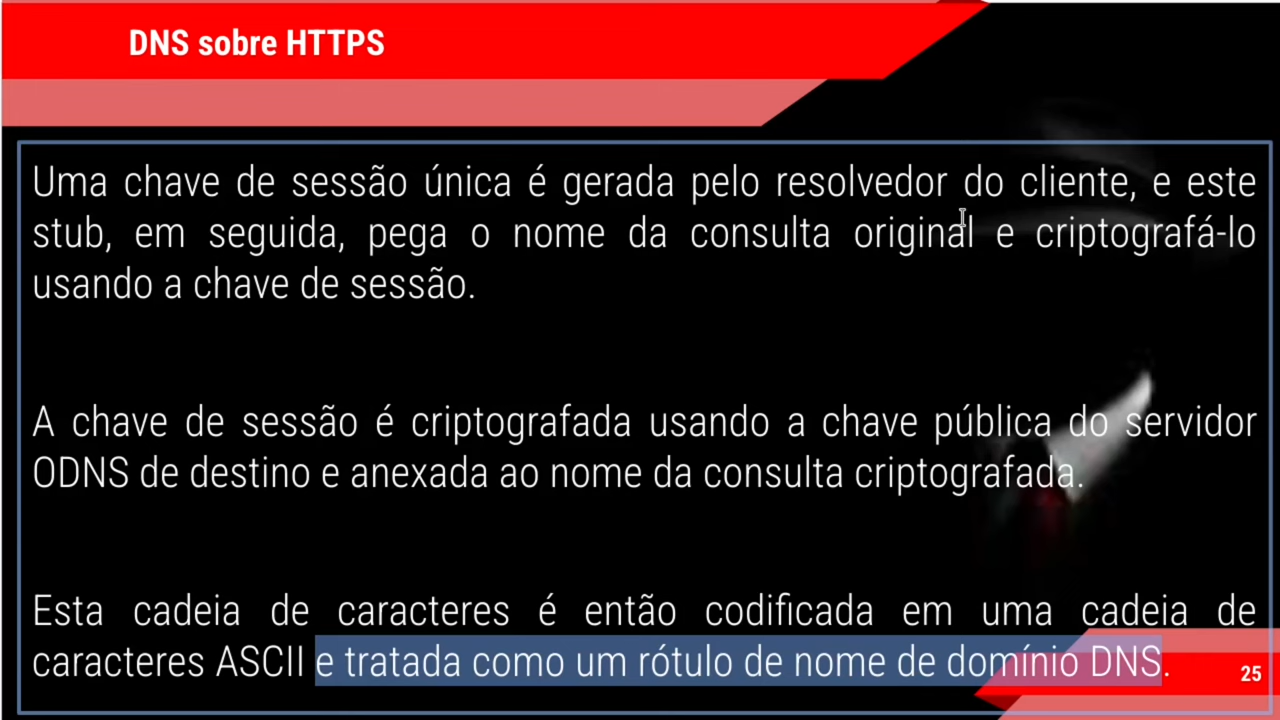 DNS sobre HTTPS
Uma chave de sessão única é gerada pelo resolvedor do cliente, e este
stub, em seguida, pega o nome da consulta original e criptografá-lo
usando a chave de sessão.
A chave de sessão é criptografada usando a chave pública do servidor
ODNS de destino e anexada ao nome da consulta criptografada.
Esta cadeia de caracteres é então codificada em uma cadeia de
caracteres ASCII e tratada como um rótulo de nome de domínio DNS.
25